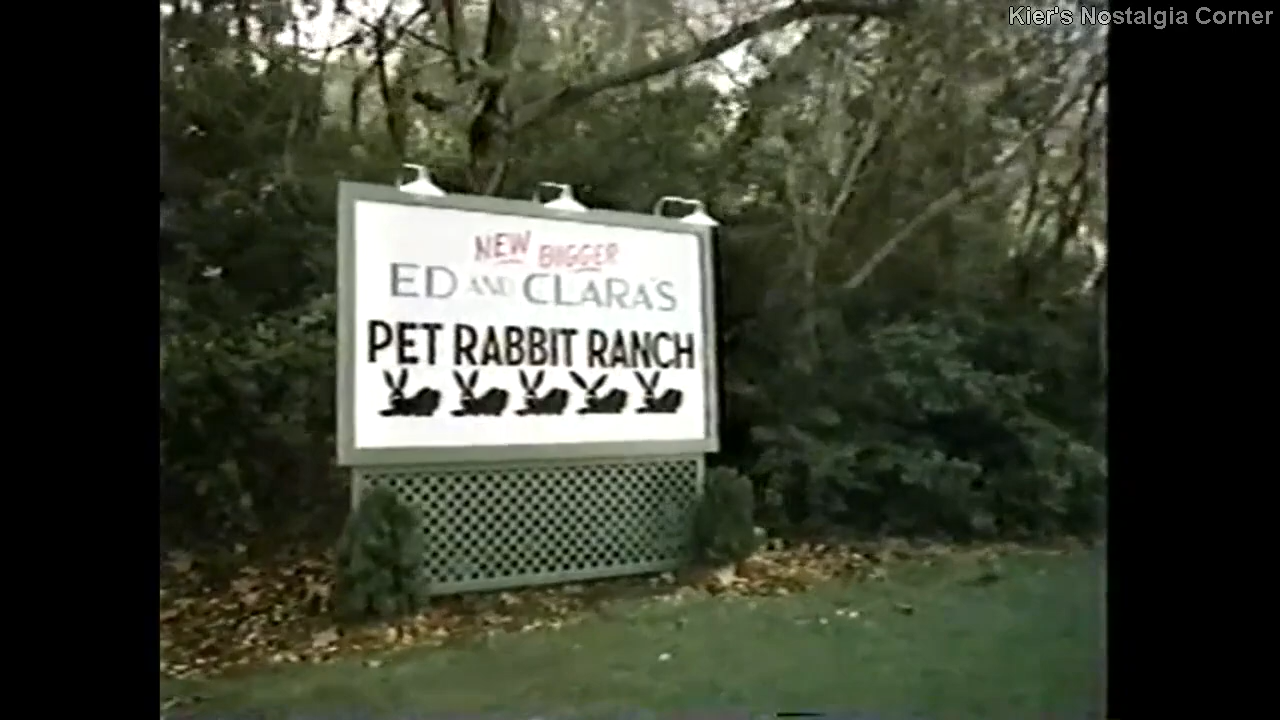 Kier's Nostalgia Corner
NEW BIGGER
ED AND CLARA'S
PET RABBIT RANCH